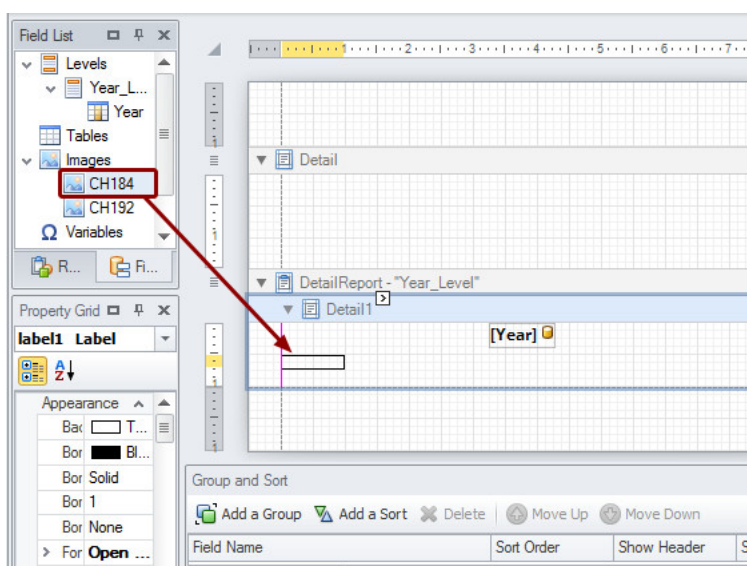 Field List
Levels
Year_L...
Year
Tables
Images
CH184
CH192
Ω Variables
R...
Fi...
Property Grid
label1 Label
Appearance
Bac T...
Bor Bl...
Bor Solid
Bor 1
Bor None
For Open ...
1 2 3 4 5 6 7
Detail
DetailReport - "Year_Level"
Detail1
[Year]
Group and Sort
Add a Group Add a Sort Delete Move Up Move Down
Field Name Sort Order Show Header S